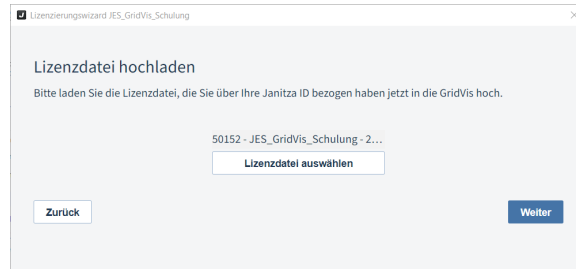 Lizenzierungswizard JES_GridVis_Schulung
Lizenzdatei hochladen
Bitte laden Sie die Lizenzdatei, die Sie über Ihre Janitza ID bezogen haben jetzt in die GridVis hoch.
50152 - JES_GridVis_Schulung - 2...
Lizenzdatei auswählen
Zurück
Weiter